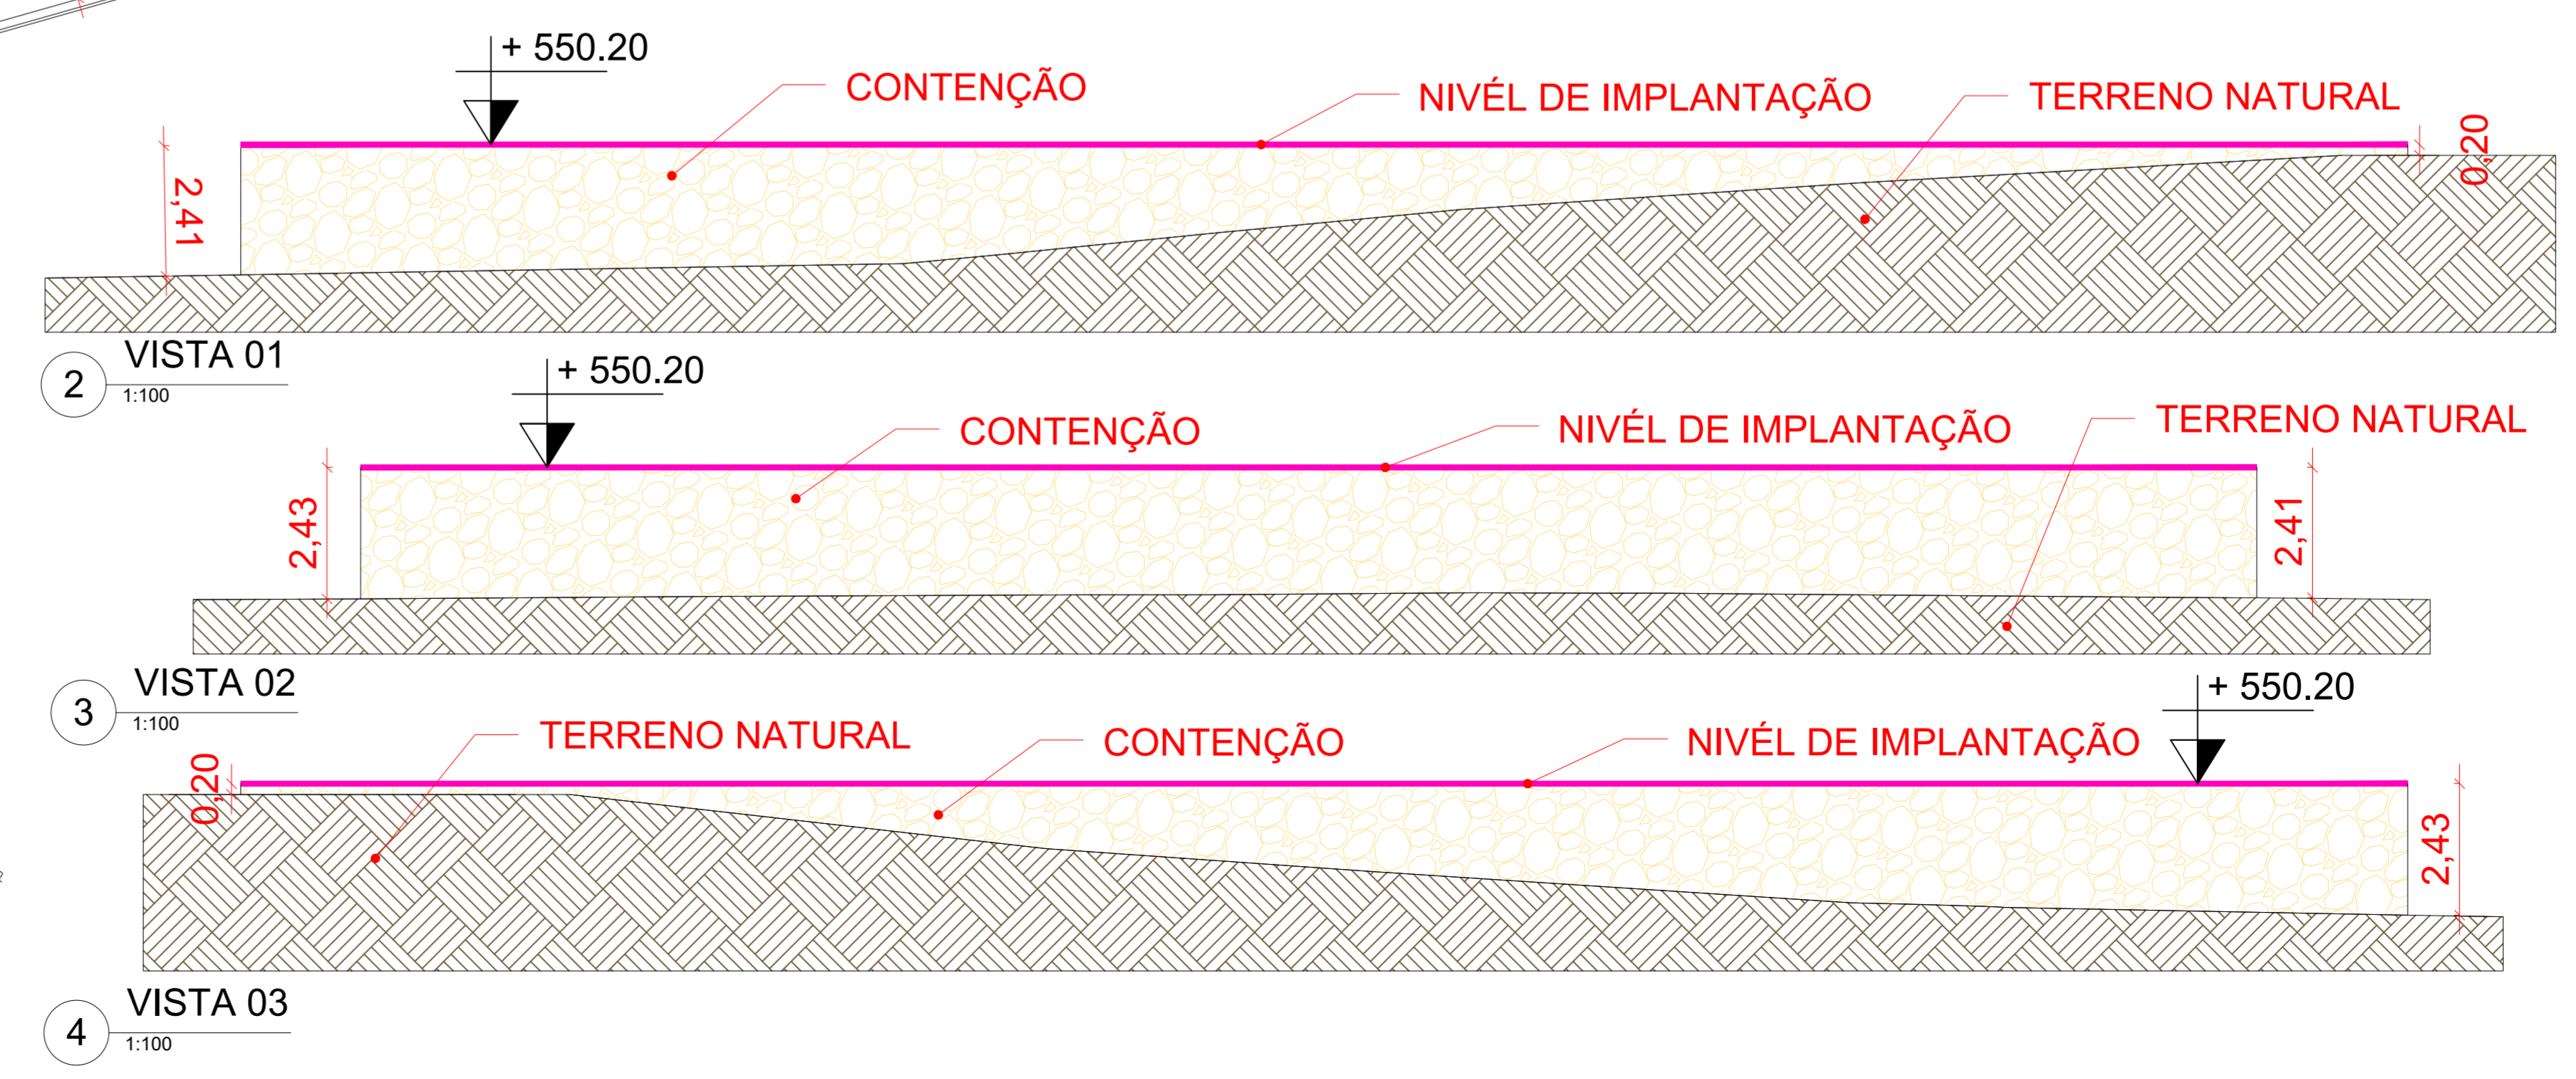 + 550.20
CONTENÇÃO
NIVÉL DE IMPLANTAÇÃO
TERRENO NATURAL
2,41
0,20
2
VISTA 01
1:100
+ 550.20
CONTENÇÃO
NIVÉL DE IMPLANTAÇÃO
TERRENO NATURAL
2,43
2,41
3
VISTA 02
1:100
+ 550.20
TERRENO NATURAL
CONTENÇÃO
NIVÉL DE IMPLANTAÇÃO
0,20
2,43
4
VISTA 03
1:100